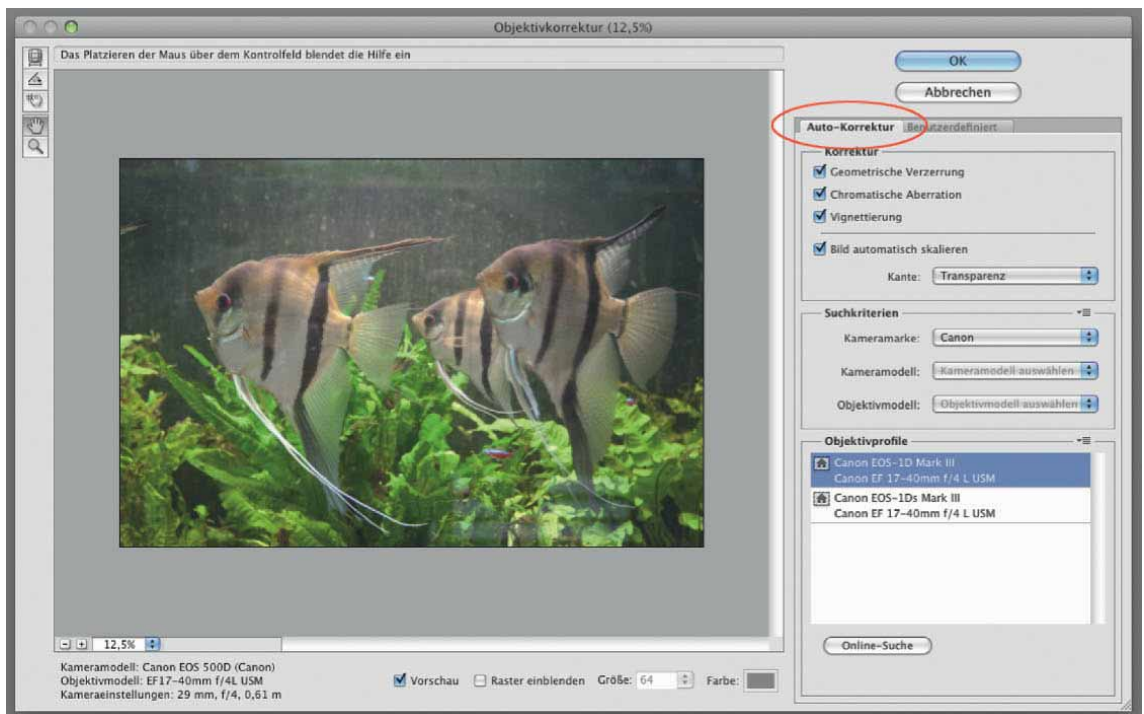 Objektivkorrektur (12,5%)
Das Platzieren der Maus über dem Kontrolfeld blendet die Hilfe ein
OK
Abbrechen
Auto-Korrektur Benutzerdefiniert
Korrektur
Geometrische Verzerrung
Chromatische Aberration
Vignettierung
Bild automatisch skalieren
Kante: Transparenz
Suchkriterien
Kameramarke: Canon
Kameramodell: Kameramodell auswählen
Objektivmodell: Objektivmodell auswählen
Objektivprofile
Canon EOS-1D Mark III
Canon EF 17-40mm f/4 L USM
Canon EOS-1Ds Mark III
Canon EF 17-40mm f/4 L USM
Online-Suche
12,5%
Kameramodell: Canon EOS 500D (Canon)
Objektivmodell: EF17-40mm f/4L USM
Kameraeinstellungen: 29 mm, f/4, 0,61 m
Vorschau Raster einblenden Größe: 64 Farbe: